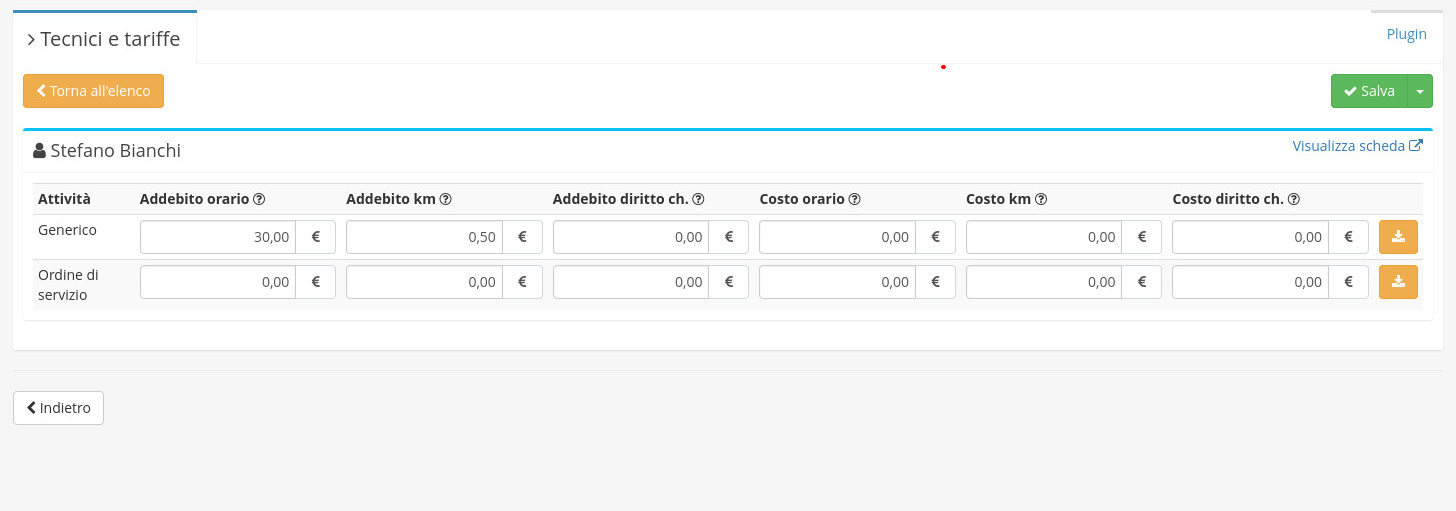 Tecnici e tariffe
Plugin
Torna all'elenco
Salva
Stefano Bianchi
Visualizza scheda
Attività Addebito orario Addebito km Addebito diritto ch. Costo orario Costo km Costo diritto ch.
Generico 30,00 € 0,50 € 0,00 € 0,00 € 0,00 € 0,00 €
Ordine di
servizio 0,00 € 0,00 € 0,00 € 0,00 € 0,00 € 0,00 €
Indietro